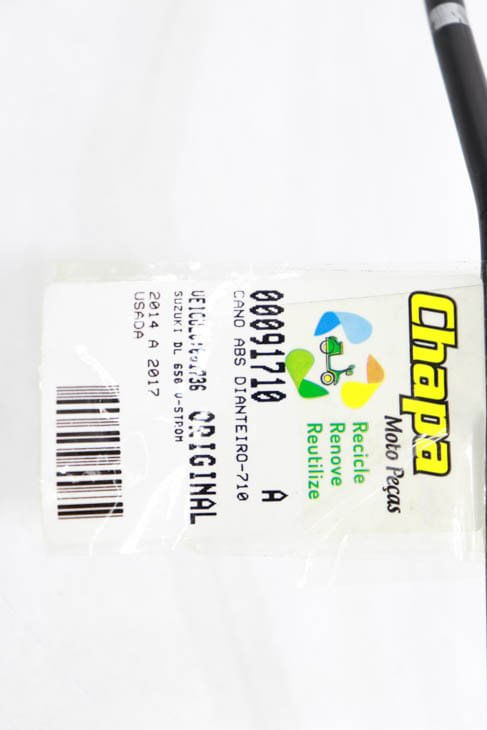 Chapa
Moto Peças
Recicle
Renove
Reutilize
00091710 A
CANO ABS DIANTEIRO-710
ORIGINAL
SUZUKI DL 650 V-STROM
2014 A 2017
USADA